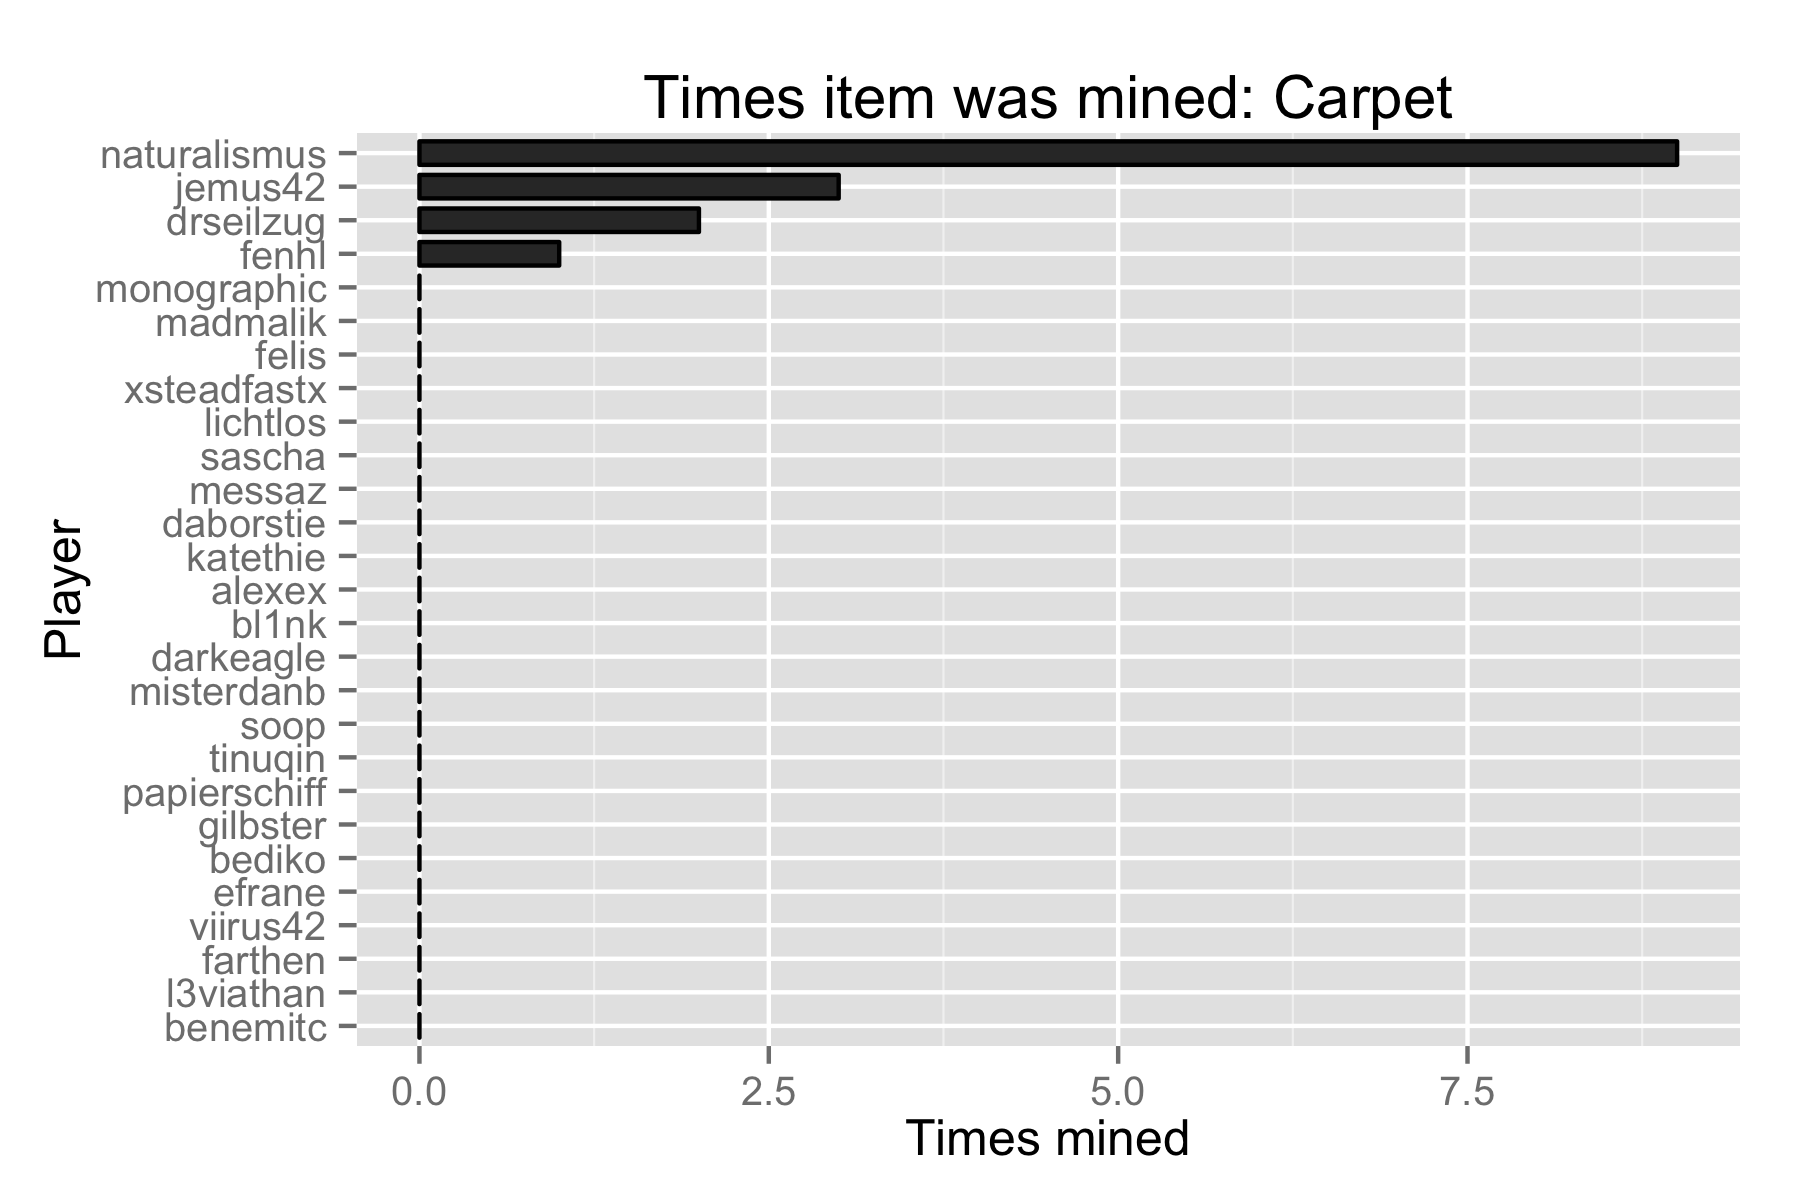 Times item was mined: Carpet
naturalismus
jemus42
drseilzug
fenhl
monographic
madmalik
felis
xsteadfastx
lichtlos
sascha
messaz
daborstie
katethie
alexex
bl1nk
darkeagle
misterdanb
soop
tinuqin
papierschiff
gilbster
bediko
efrane
viirus42
farthen
l3viathan
benemitc
Player
0.0 2.5 5.0 7.5
Times mined